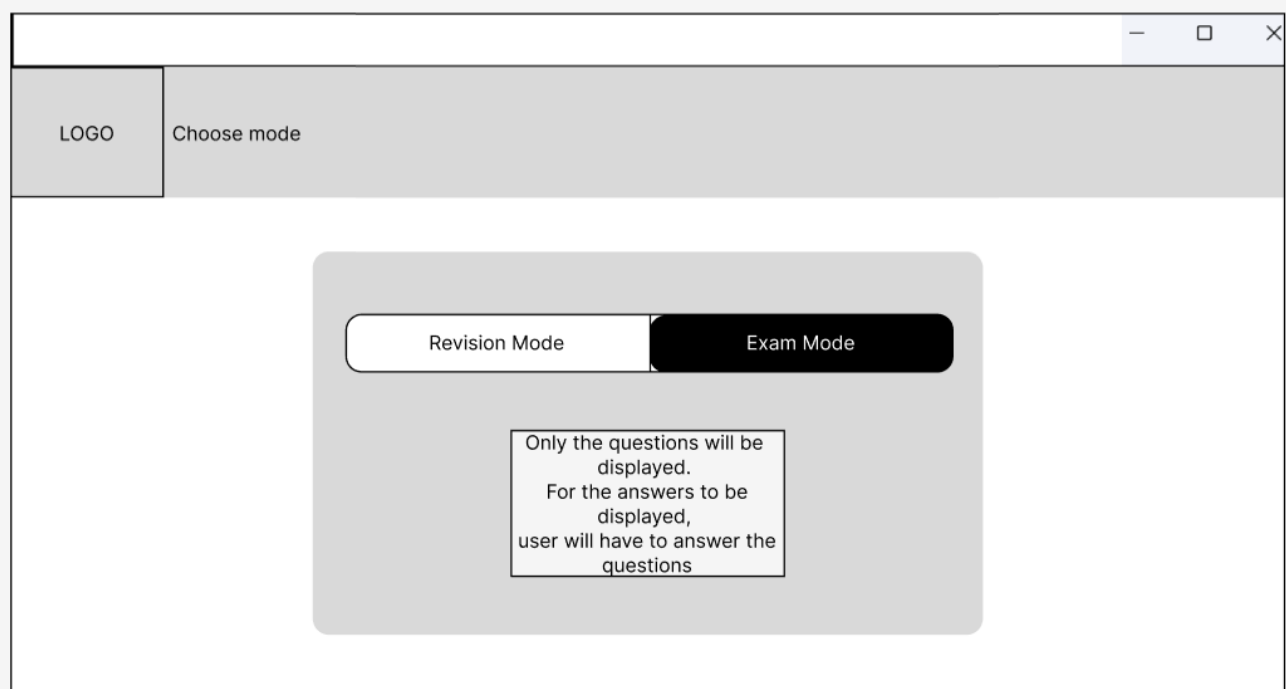 LOGO
Choose mode
Revision Mode
Exam Mode
Only the questions will be
displayed.
For the answers to be
displayed,
user will have to answer the
questions